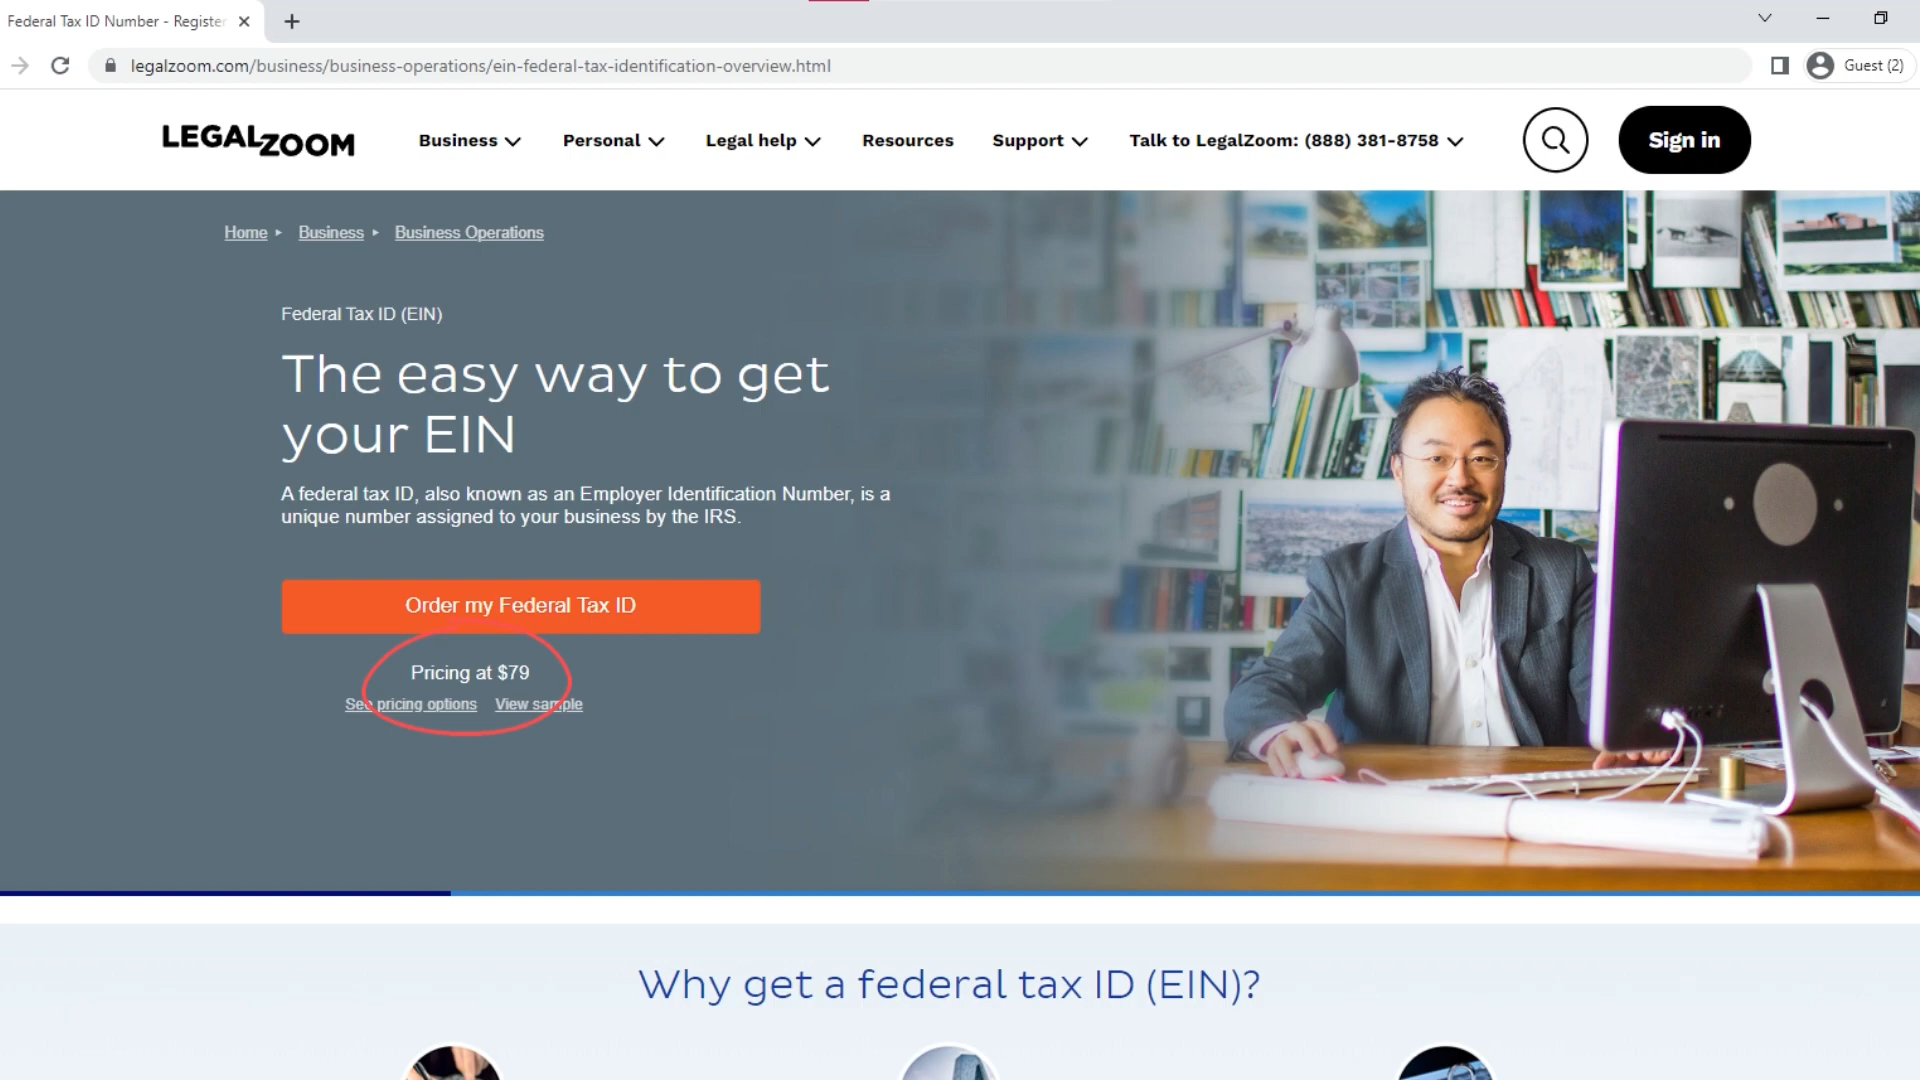 Federal Tax ID Number - Register
legalzoom.com/business/business-operations/ein-federal-tax-identification-overview.html
Guest (2)
LEGALZOOM
Business
Personal
Legal help
Resources
Support
Talk to LegalZoom: (888) 381-8758
Sign in
Home
Business
Business Operations
Federal Tax ID (EIN)
The easy way to get
your EIN
A federal tax ID, also known as an Employer Identification Number, is a
unique number assigned to your business by the IRS.
Order my Federal Tax ID
Pricing at $79
See pricing options
View sample
Why get a federal tax ID (EIN)?